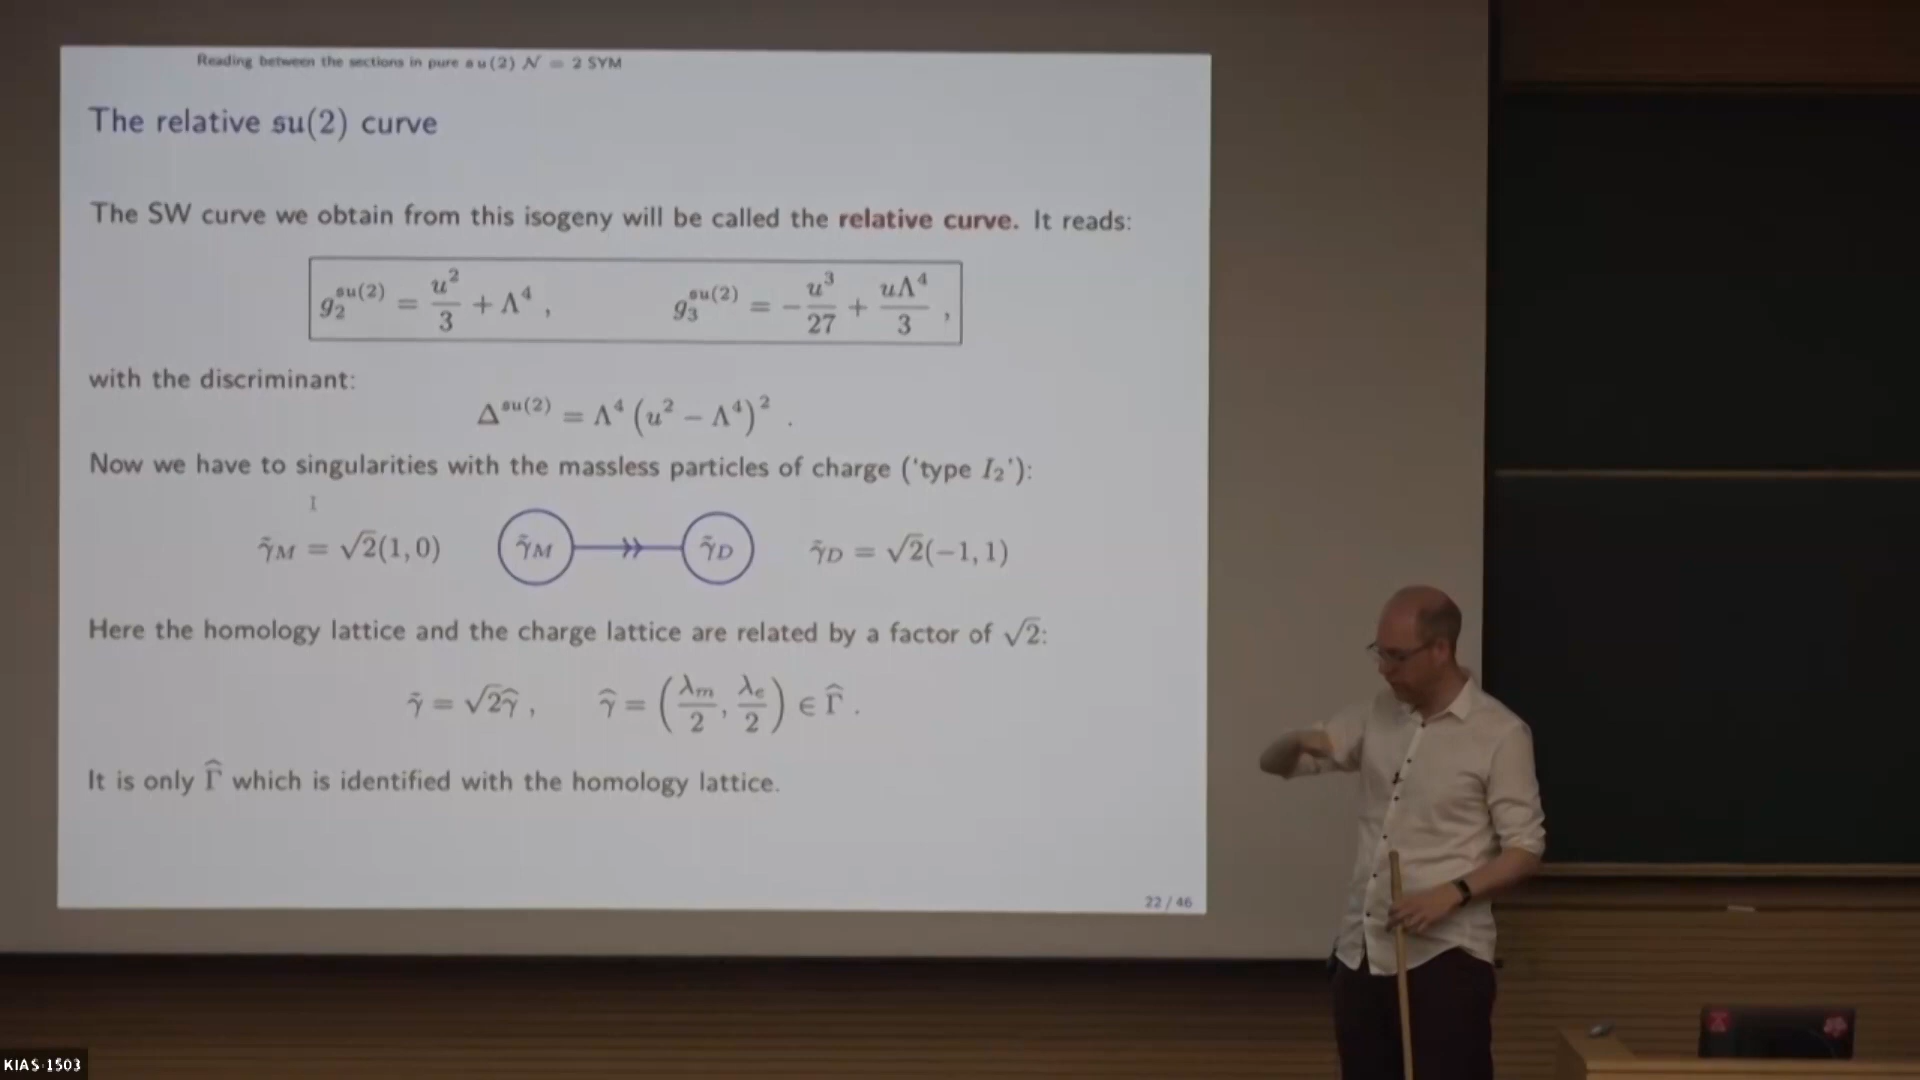 Reading between the sections in pure su(2) N = 2 SYM
The relative su(2) curve
The SW curve we obtain from this isogeny will be called the relative curve. It reads:
g₂^{su(2)} = u²/3 + Λ⁴ , g₃^{su(2)} = −u³/27 + uΛ⁴/3 ,
with the discriminant:
Δ^{su(2)} = Λ⁴ (u² − Λ⁴)² .
Now we have to singularities with the massless particles of charge (‘type I₂’):
γ̃_M = √2(1, 0) γ̃_M γ̃_D γ̃_D = √2(−1, 1)
Here the homology lattice and the charge lattice are related by a factor of √2:
γ̃ = √2γ̂ , γ̂ = (λ_m/2, λ_e/2) ∈ Γ̂ .
It is only Γ̂ which is identified with the homology lattice.
22 / 46
KIAS 1503